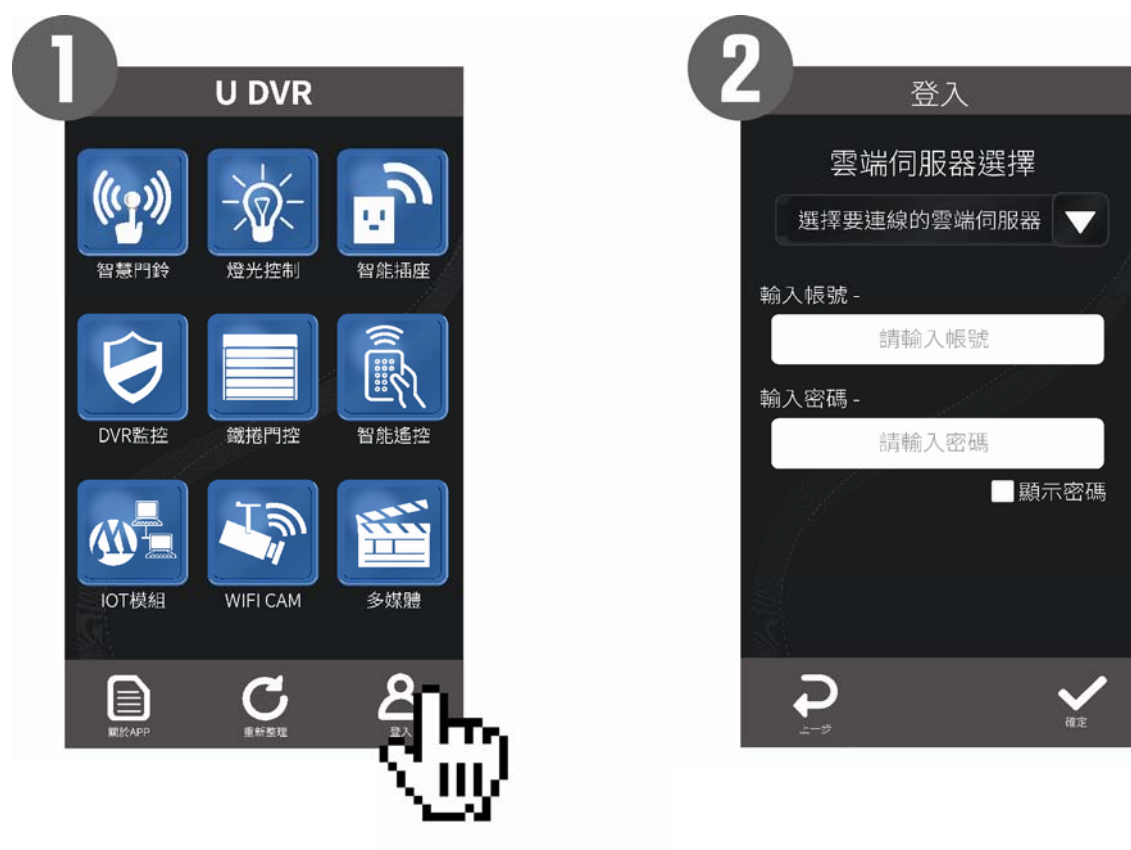 1
U DVR
智慧門鈴 燈光控制 智能插座
DVR監控 鐵捲門控 智能遙控
IOT模組 WIFI CAM 多媒體
關於APP 重新整理 登入
2
登入
雲端伺服器選擇
選擇要連線的雲端伺服器
輸入帳號 -
請輸入帳號
輸入密碼 -
請輸入密碼
顯示密碼
上一步 確定